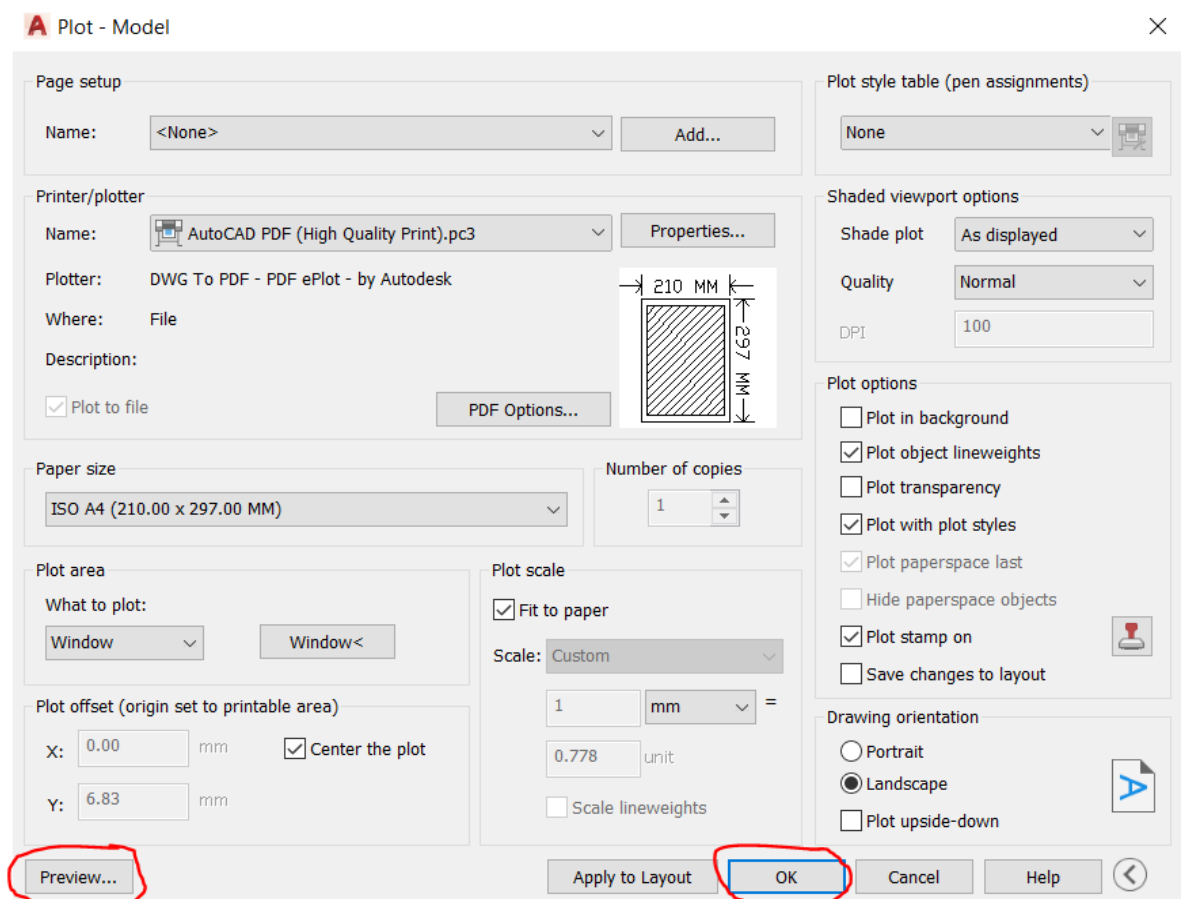 Plot - Model
Page setup
Name: <None> Add...
Plot style table (pen assignments)
None
Printer/plotter
Name: AutoCAD PDF (High Quality Print).pc3 Properties...
Plotter: DWG To PDF - PDF ePlot - by Autodesk
Where: File
Description:
Plot to file
PDF Options...
210 MM
297 MM
Shaded viewport options
Shade plot As displayed
Quality Normal
DPI 100
Paper size
ISO A4 (210.00 x 297.00 MM)
Number of copies
1
Plot options
Plot in background
Plot object lineweights
Plot transparency
Plot with plot styles
Plot paperspace last
Hide paperspace objects
Plot stamp on
Save changes to layout
Plot area
What to plot:
Window Window<
Plot scale
Fit to paper
Scale: Custom
1 mm =
0.778 unit
Scale lineweights
Plot offset (origin set to printable area)
X: 0.00 mm Center the plot
Y: 6.83 mm
Drawing orientation
Portrait
Landscape
Plot upside-down
A
Preview... Apply to Layout OK Cancel Help